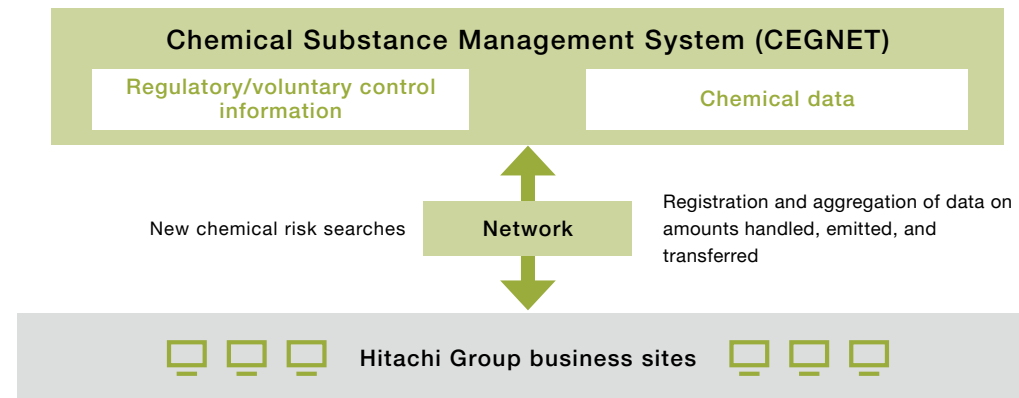 Chemical Substance Management System (CEGNET)
Regulatory/voluntary control
information
Chemical data
New chemical risk searches
Network
Registration and aggregation of data on
amounts handled, emitted, and
transferred
Hitachi Group business sites